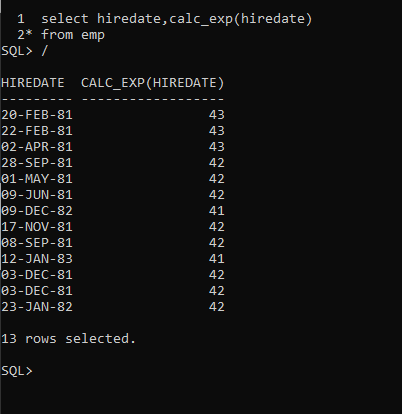 1  select hiredate,calc_exp(hiredate)
2* from emp
SQL> /
HIREDATE  CALC_EXP(HIREDATE)
--------- ------------------
20-FEB-81                 43
22-FEB-81                 43
02-APR-81                 43
28-SEP-81                 42
01-MAY-81                 42
09-JUN-81                 42
09-DEC-82                 41
17-NOV-81                 42
08-SEP-81                 42
12-JAN-83                 41
03-DEC-81                 42
03-DEC-81                 42
23-JAN-82                 42
13 rows selected.
SQL>